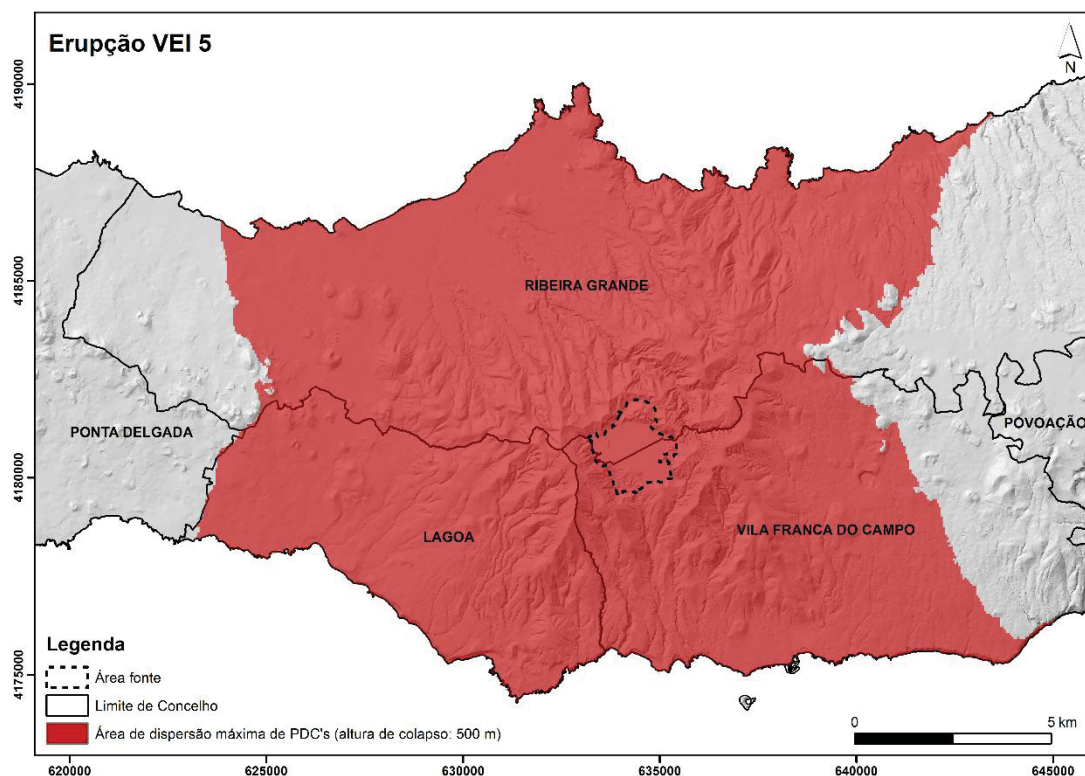 Erupção VEI 5
N
4190000
4185000
4180000
4175000
RIBEIRA GRANDE
PONTA DELGADA
POVOAÇÃO
LAGOA
VILA FRANCA DO CAMPO
Legenda
Área fonte
Limite de Concelho
Área de dispersão máxima de PDC's (altura de colapso: 500 m)
0 5 km
620000 625000 630000 635000 640000 645000